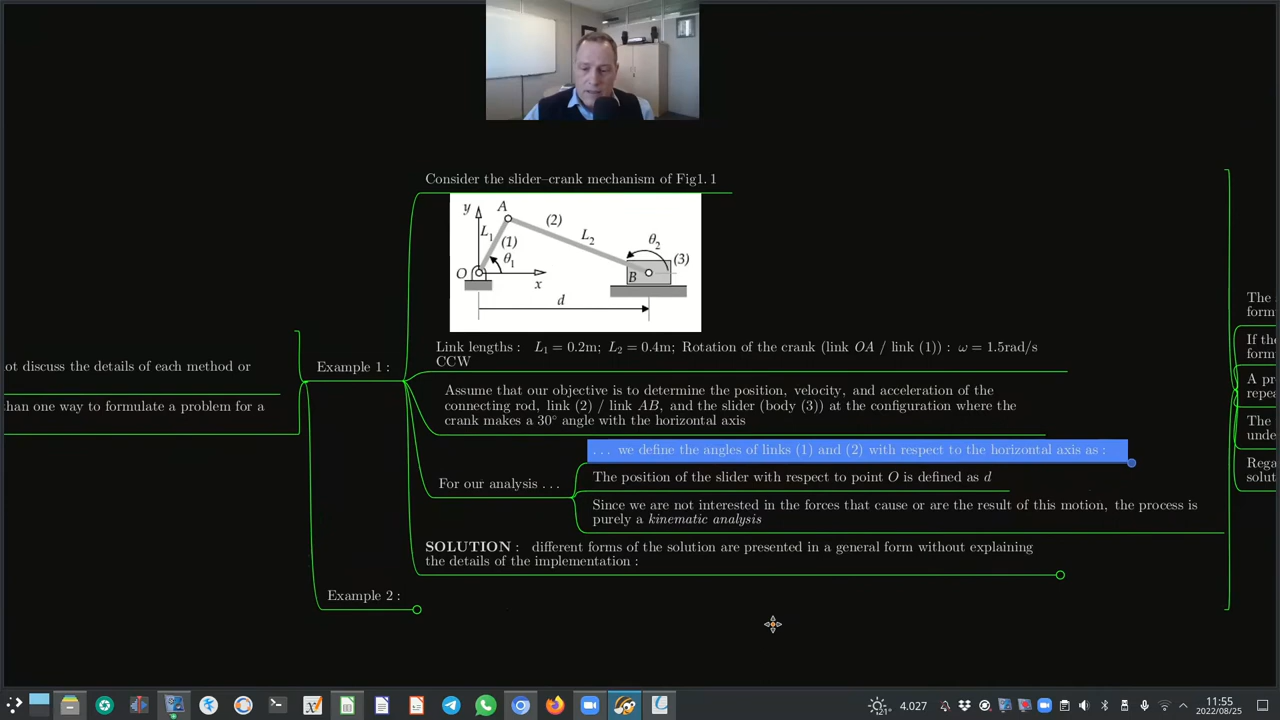 Consider the slider–crank mechanism of Fig1. 1
y
A
(2)
L1
(1)
L2
θ2
(3)
O
θ1
B
x
d
Link lengths : L1 = 0.2m; L2 = 0.4m; Rotation of the crank (link OA / link (1)) : ω = 1.5rad/s
CCW
ot discuss the details of each method or
Example 1 :
than one way to formulate a problem for a
Assume that our objective is to determine the position, velocity, and acceleration of the
connecting rod, link (2) / link AB, and the slider (body (3)) at the configuration where the
crank makes a 30° angle with the horizontal axis
For our analysis . . .
. . . we define the angles of links (1) and (2) with respect to the horizontal axis as :
The position of the slider with respect to point O is defined as d
Since we are not interested in the forces that cause or are the result of this motion, the process is
purely a kinematic analysis
SOLUTION : different forms of the solution are presented in a general form without explaining
the details of the implementation :
Example 2 :
The
form
If the
form
A pr
repea
The
unde
Rega
solut
+21°
4.027
11:55
2022/08/25